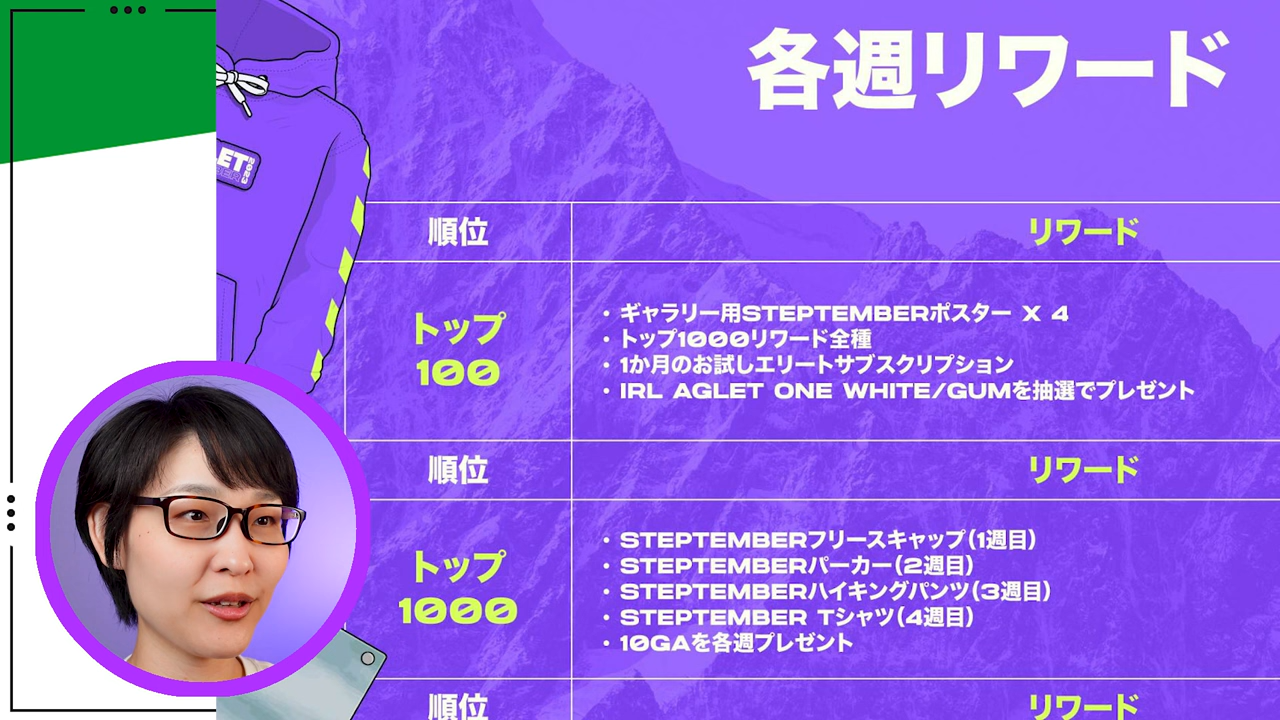 各週リワード
順位
リワード
トップ
100
・ギャラリー用STEPTEMBERポスター X 4
・トップ1000リワード全種
・1か月のお試しエリートサブスクリプション
・IRL AGLET ONE WHITE/GUMを抽選でプレゼント
順位
リワード
トップ
1000
・STEPTEMBERフリースキャップ(1週目)
・STEPTEMBERパーカー(2週目)
・STEPTEMBERハイキングパンツ(3週目)
・STEPTEMBER Tシャツ(4週目)
・10GAを各週プレゼント
順位
リワード